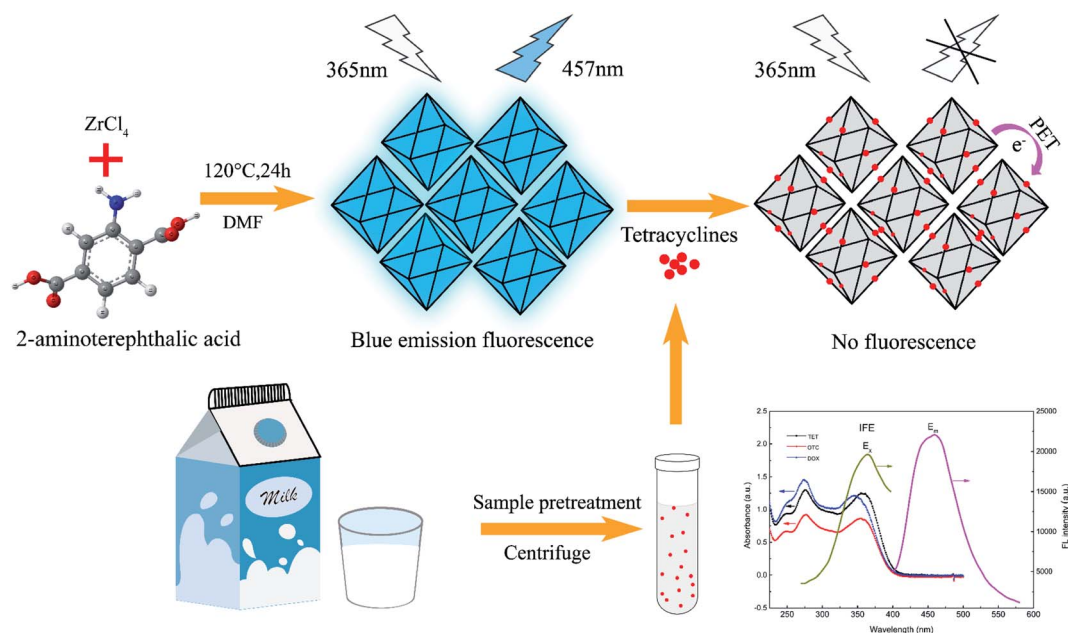 365nm
457nm
365nm
ZrCl₄
120°C,24h
DMF
Tetracyclines
PET
e⁻
2-aminoterephthalic acid
Blue emission fluorescence
No fluorescence
Milk
Sample pretreatment
Centrifuge
2.5
2.0
1.5
1.0
0.5
0.0
-0.5
Absorbance (a.u.)
TET
OTC
DOX
IFE
Eₓ
Eₘ
25000
20000
15000
10000
5000
FL intensity (a.u.)
250 300 350 400 450 500 550
Wavelength (nm)